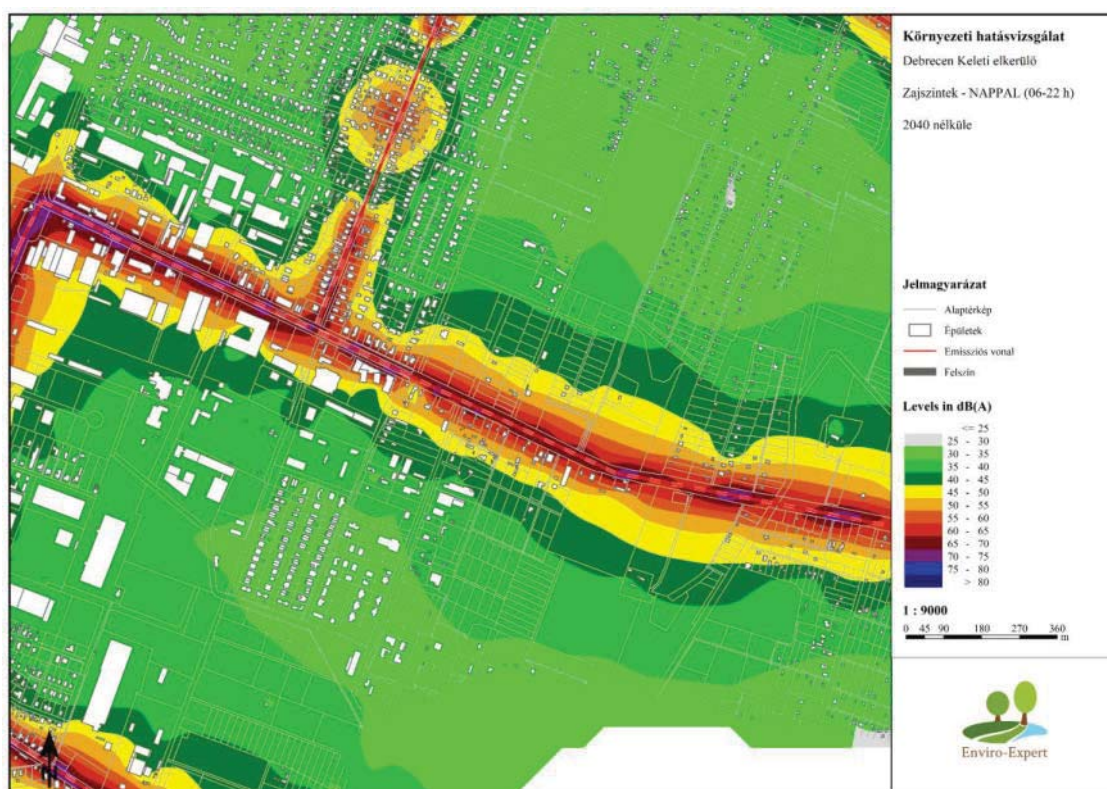 Környezeti hatásvizsgálat
Debrecen Keleti elkerülő
Zajszintek - NAPPAL (06-22 h)
2040 nélküle
Jelmagyarázat
Alaptérkép
Épületek
Emissziós vonal
Felszín
Levels in dB(A)
<= 25
25 - 30
30 - 35
35 - 40
40 - 45
45 - 50
50 - 55
55 - 60
60 - 65
65 - 70
70 - 75
75 - 80
> 80
1 : 9000
0 45 90 180 270 360
m
Enviro-Expert
N